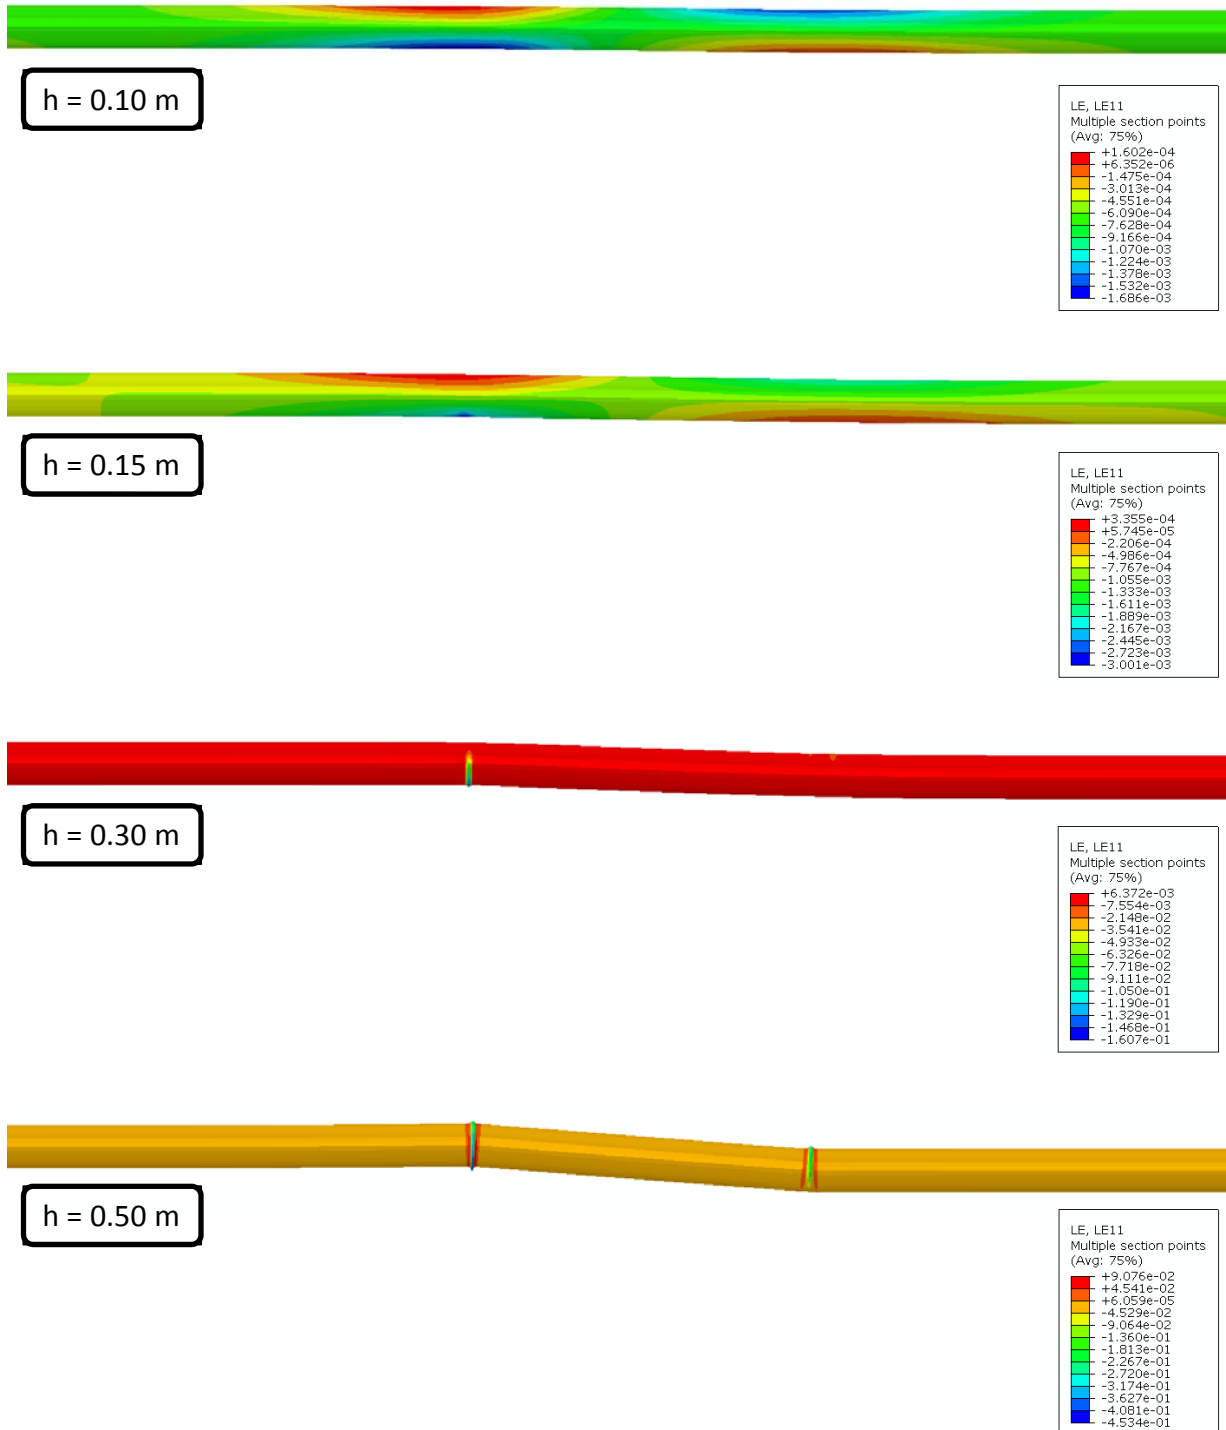 h = 0.10 m
LE, LE11
Multiple section points
(Avg: 75%)
+1.602e-04
+6.352e-06
-1.475e-04
-3.013e-04
-4.551e-04
-6.090e-04
-7.628e-04
-9.166e-04
-1.070e-03
-1.224e-03
-1.378e-03
-1.532e-03
-1.686e-03
h = 0.15 m
LE, LE11
Multiple section points
(Avg: 75%)
+3.355e-04
+5.745e-05
-2.206e-04
-4.986e-04
-7.767e-04
-1.055e-03
-1.333e-03
-1.611e-03
-1.889e-03
-2.167e-03
-2.445e-03
-2.723e-03
-3.001e-03
h = 0.30 m
LE, LE11
Multiple section points
(Avg: 75%)
+6.372e-03
-7.554e-03
-2.148e-02
-3.541e-02
-4.933e-02
-6.326e-02
-7.718e-02
-9.111e-02
-1.050e-01
-1.190e-01
-1.329e-01
-1.468e-01
-1.607e-01
h = 0.50 m
LE, LE11
Multiple section points
(Avg: 75%)
+9.076e-02
+4.541e-02
+6.059e-05
-4.529e-02
-9.064e-02
-1.360e-01
-1.813e-01
-2.267e-01
-2.720e-01
-3.174e-01
-3.627e-01
-4.081e-01
-4.534e-01